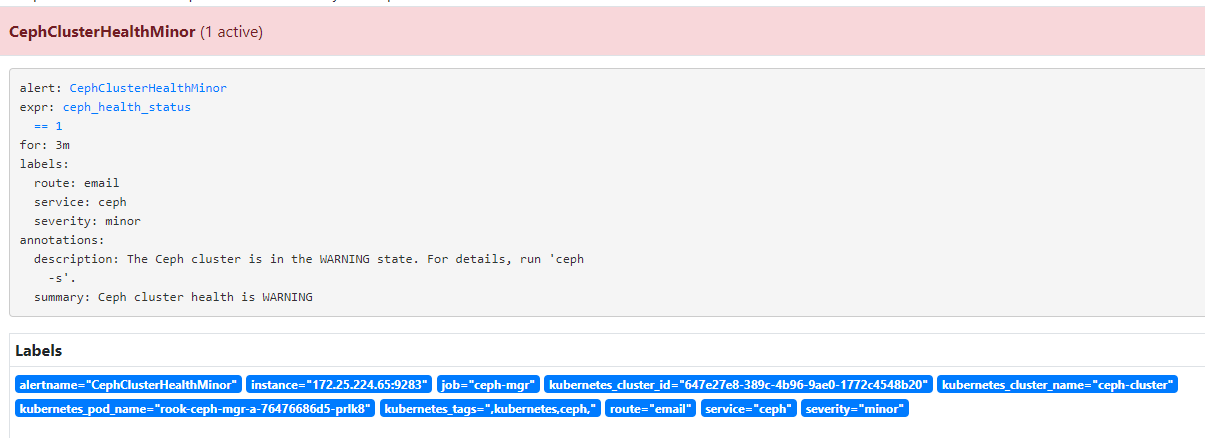 CephClusterHealthMinor (1 active)
alert: CephClusterHealthMinor
expr: ceph_health_status
  == 1
for: 3m
labels:
  route: email
  service: ceph
  severity: minor
annotations:
  description: The Ceph cluster is in the WARNING state. For details, run 'ceph
    -s'.
  summary: Ceph cluster health is WARNING
Labels
alertname="CephClusterHealthMinor" instance="172.25.224.65:9283" job="ceph-mgr" kubernetes_cluster_id="647e27e8-389c-4b96-9ae0-1772c4548b20" kubernetes_cluster_name="ceph-cluster"
kubernetes_pod_name="rook-ceph-mgr-a-76476686d5-prlk8" kubernetes_tags=",kubernetes,ceph," route="email" service="ceph" severity="minor"